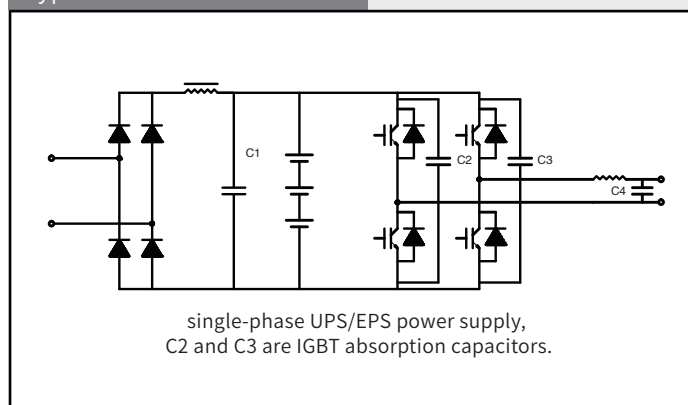 C1
C2
C3
C4
single-phase UPS/EPS power supply,
C2 and C3 are IGBT absorption capacitors.